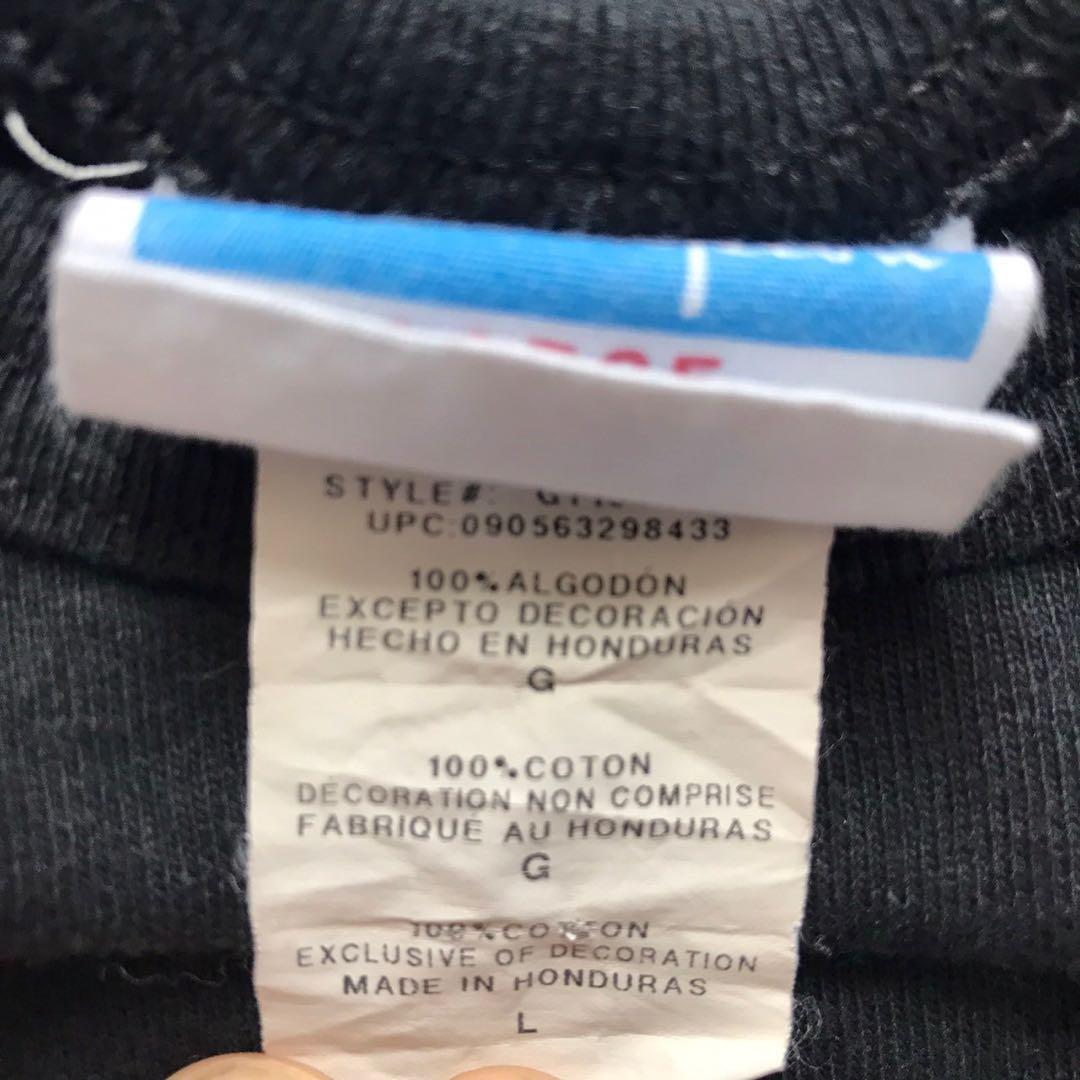 STYLE#:
UPC:090563298433
100% ALGODÓN
EXCEPTO DECORACIÓN
HECHO EN HONDURAS
G
100% COTON
DÉCORATION NON COMPRISE
FABRIQUÉ AU HONDURAS
G
100% COTTON
EXCLUSIVE OF DECORATION
MADE IN HONDURAS
L